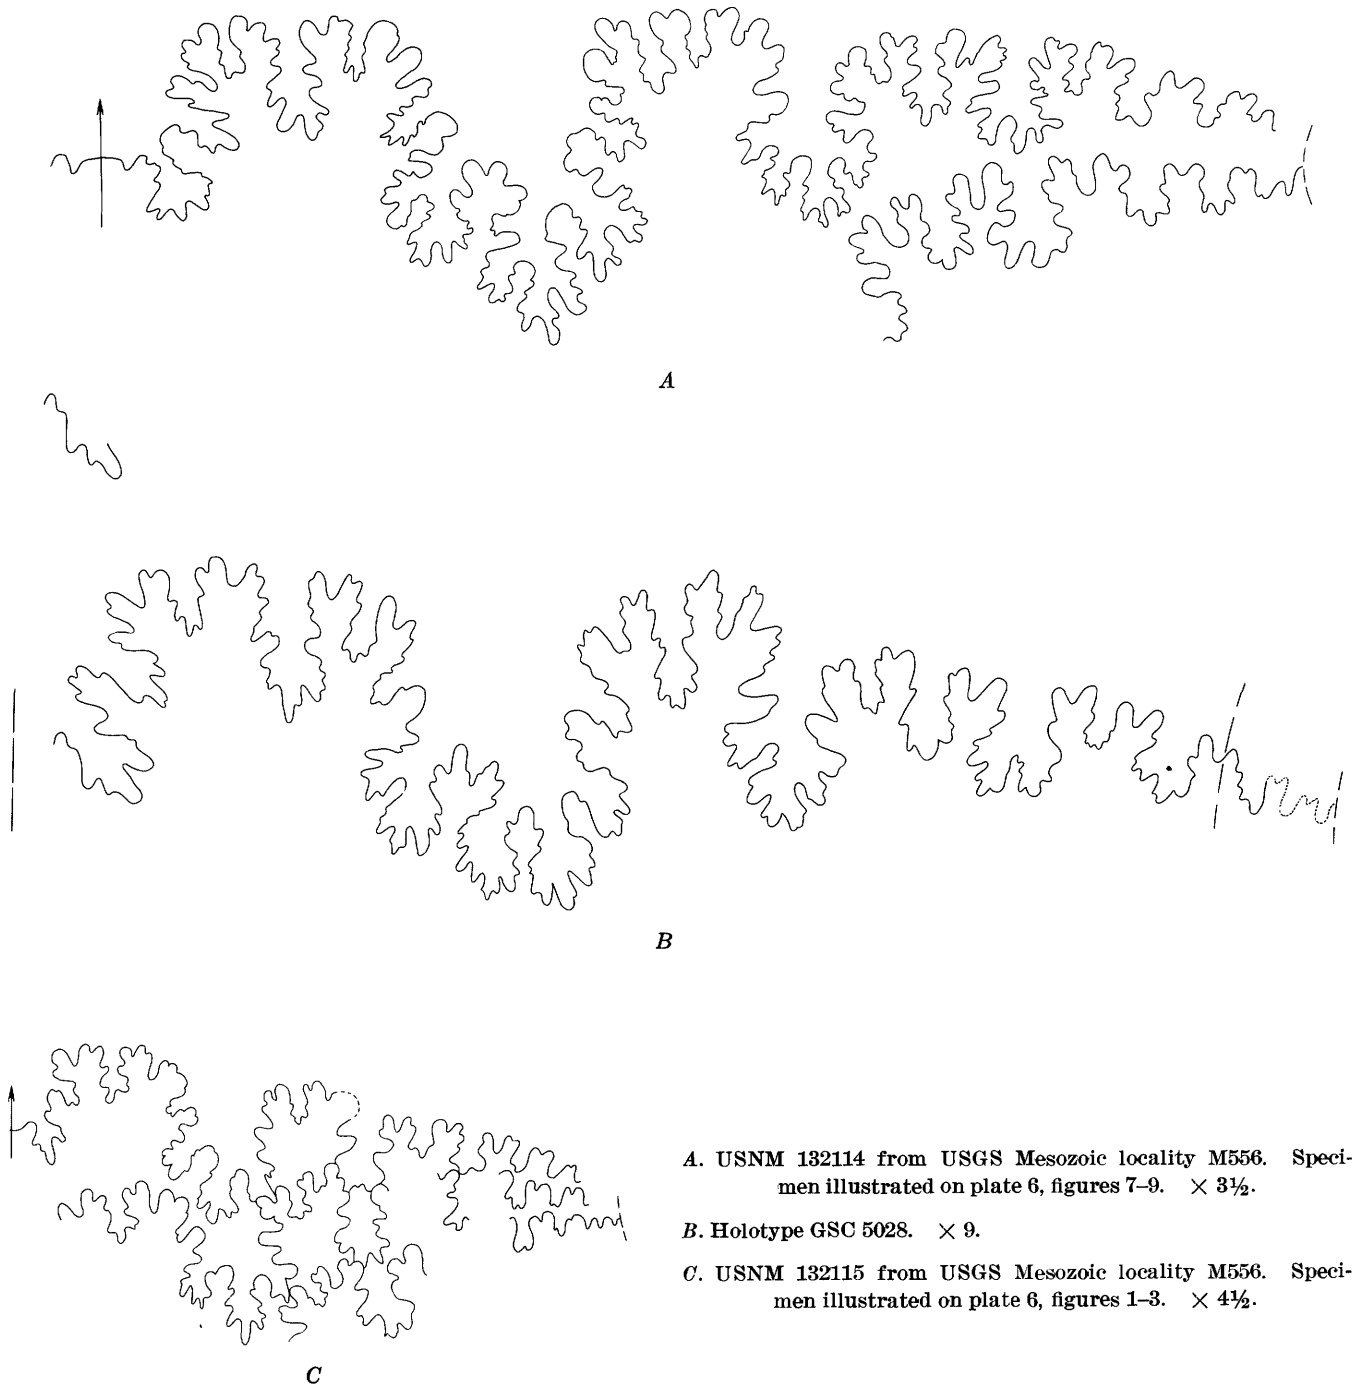 A
B
C
A. USNM 132114 from USGS Mesozoic locality M556. Speci-
men illustrated on plate 6, figures 7–9. × 3½.
B. Holotype GSC 5028. × 9.
C. USNM 132115 from USGS Mesozoic locality M556. Speci-
men illustrated on plate 6, figures 1–3. × 4½.